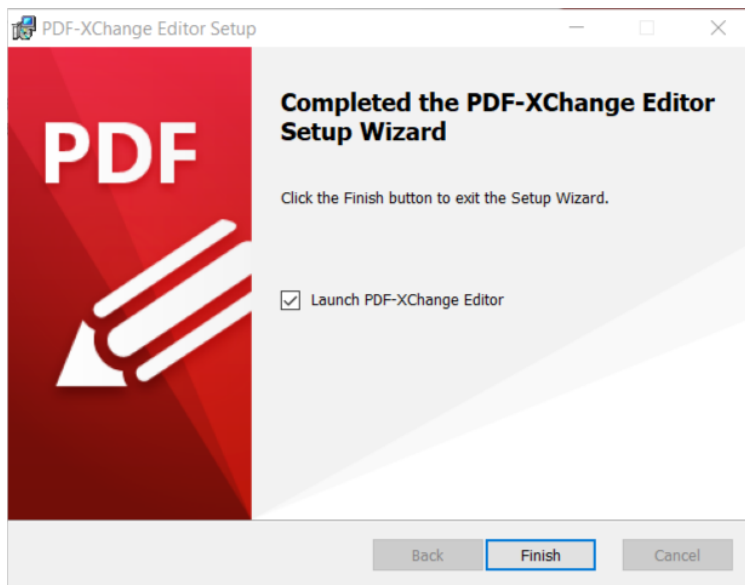 PDF-XChange Editor Setup
PDF
Completed the PDF-XChange Editor
Setup Wizard
Click the Finish button to exit the Setup Wizard.
Launch PDF-XChange Editor
Back
Finish
Cancel